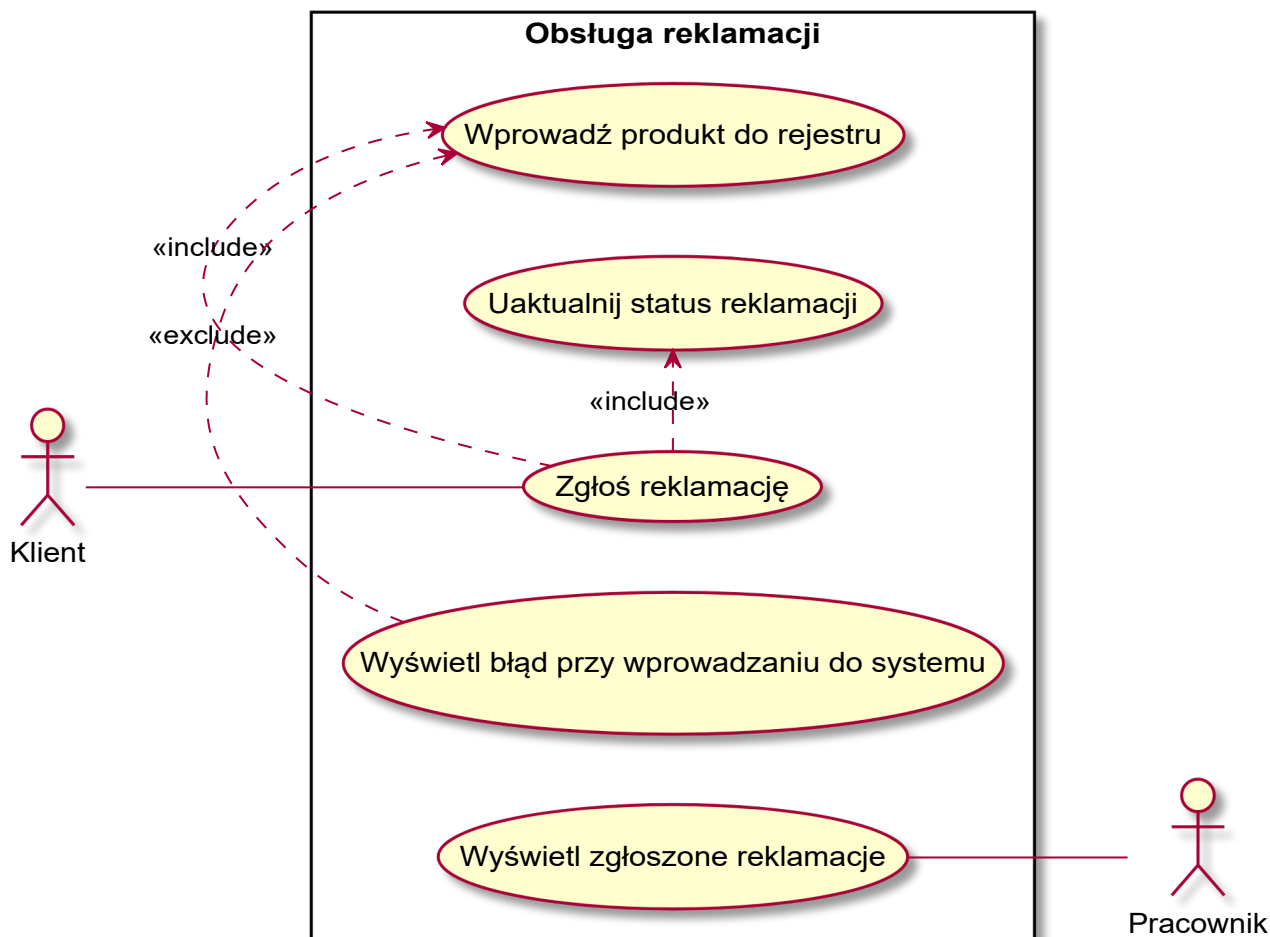 Obsługa reklamacji
Wprowadź produkt do rejestru
«include»
Uaktualnij status reklamacji
«exclude»
«include»
Zgłoś reklamację
Klient
Wyświetl błąd przy wprowadzaniu do systemu
Wyświetl zgłoszone reklamacje
Pracownik